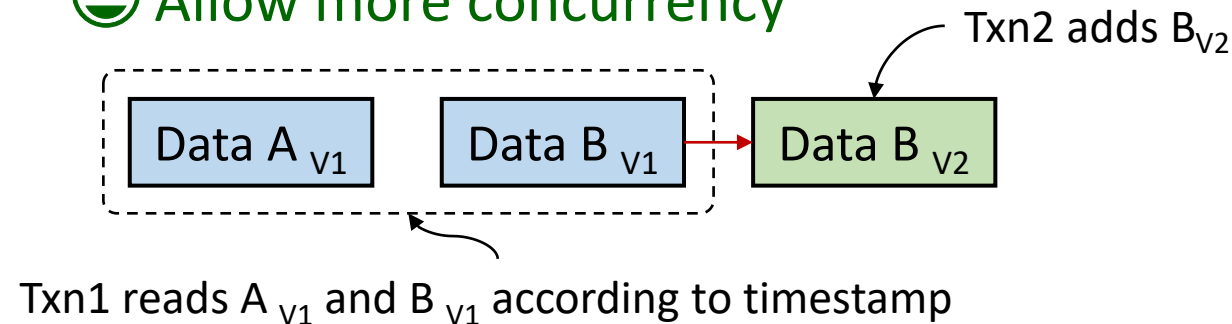 Allow more concurrency
Txn2 adds B V2
Data A V1
Data B V1
Data B V2
Txn1 reads A V1 and B V1 according to timestamp